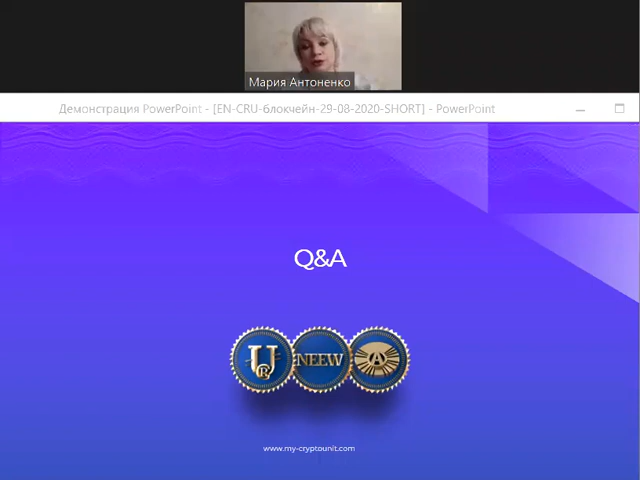 Мария Антоненко
Демонстрация PowerPoint - [EN-CRU-блокчейн-29-08-2020-SHORT] - PowerPoint
Q&A
U
NEEW
A
www.my-cryptounit.com